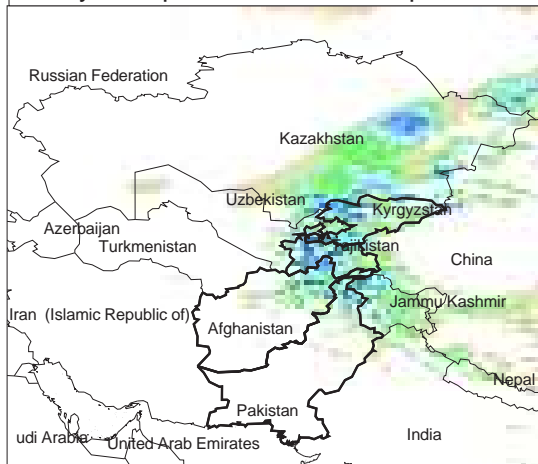 Russian Federation
Kazakhstan
Uzbekistan
Kyrgyzstan
Azerbaijan
Turkmenistan
Tajikistan
China
Jammu Kashmir
Iran (Islamic Republic of)
Afghanistan
Nepal
Pakistan
udi Arabia
United Arab Emirates
India